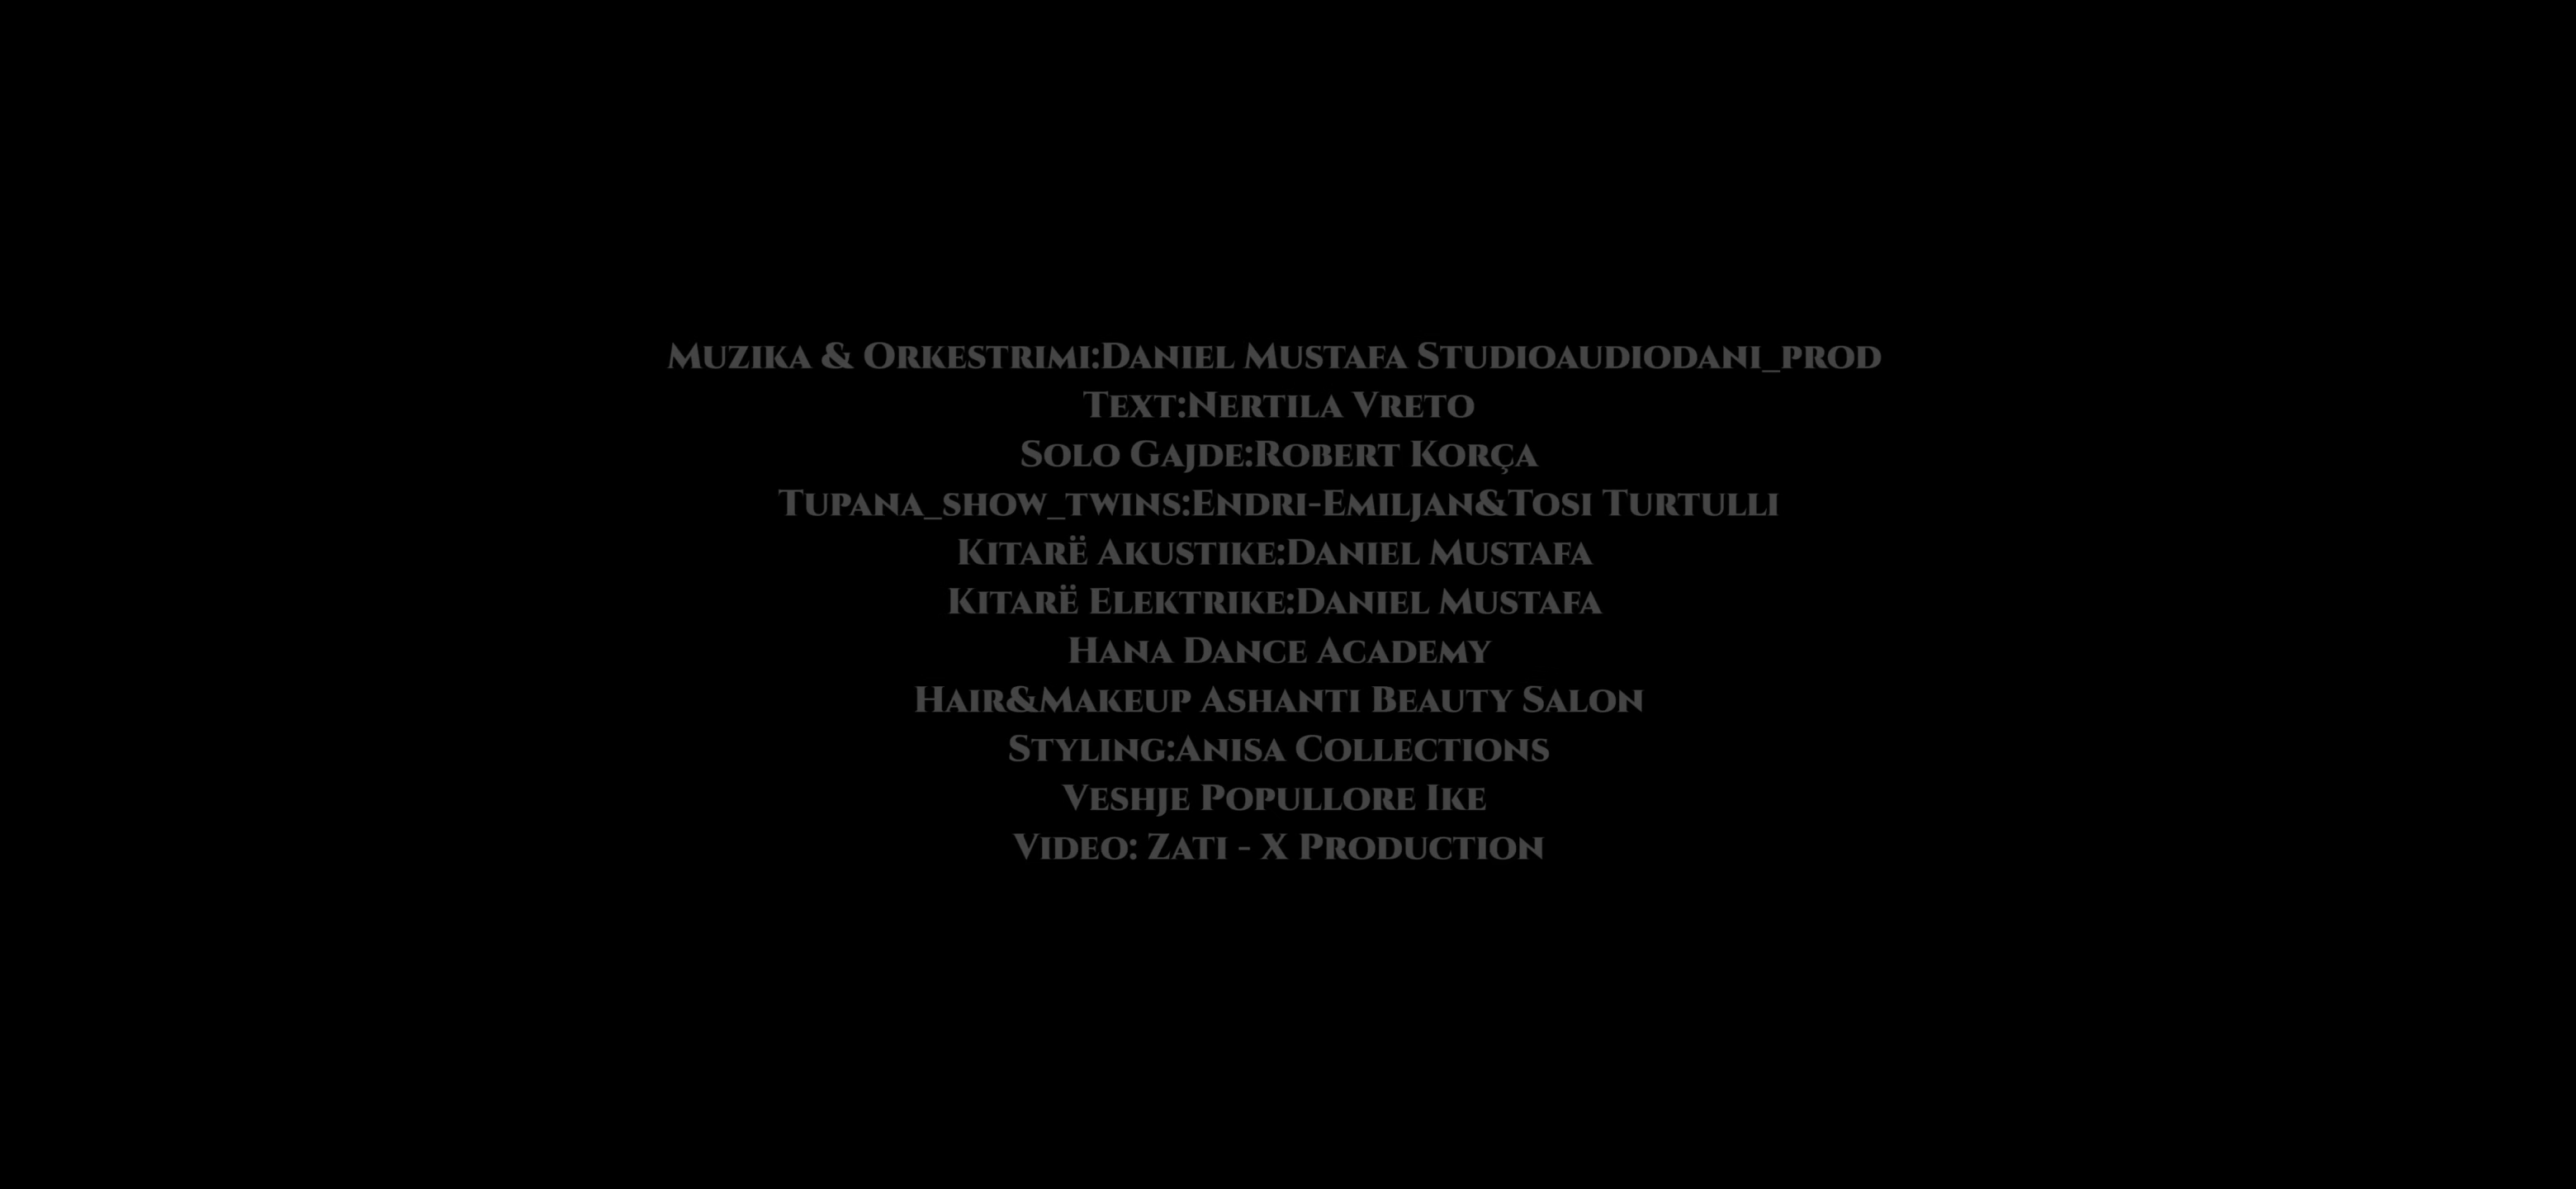 Muzika & Orkestrimi:Daniel Mustafa Studioaudiodani_prod
Text:Nertila Vreto
Solo Gajde:Robert Korça
Tupana_show_twins:Endri-Emiljan&Tosi Turtulli
Kitarë Akustike:Daniel Mustafa
Kitarë Elektrike:Daniel Mustafa
Hana Dance Academy
Hair&Makeup Ashanti Beauty Salon
Styling:Anisa Collections
Veshje Popullore Ike
Video: Zati - X Production